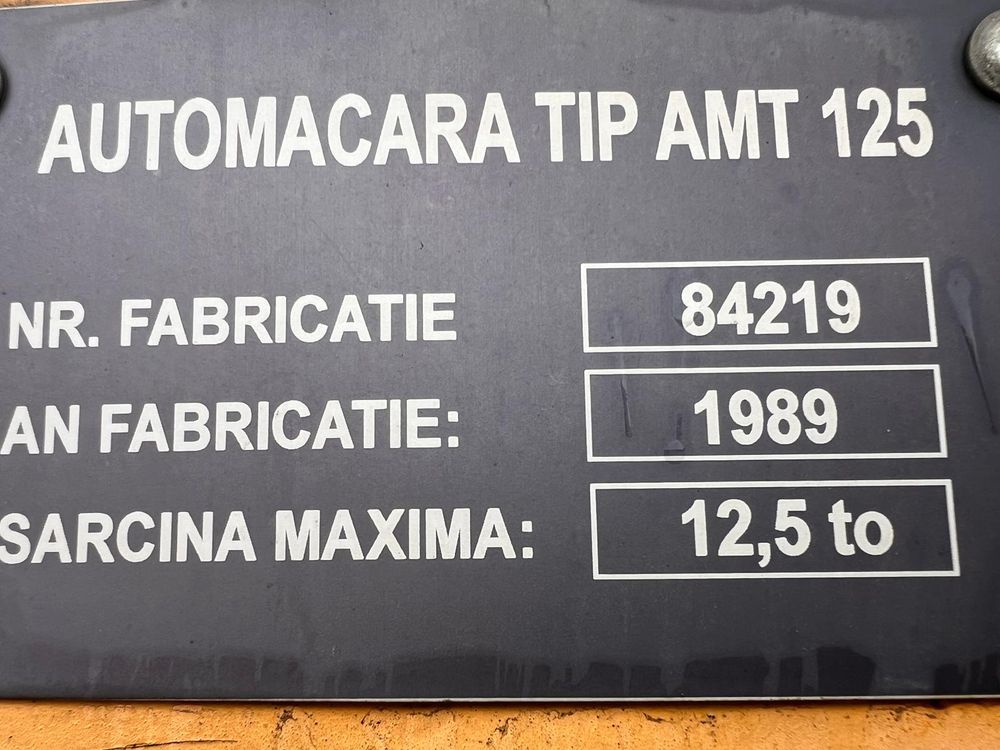 AUTOMACARA TIP AMT 125
NR. FABRICATIE 84219
AN FABRICATIE: 1989
SARCINA MAXIMA: 12,5 to